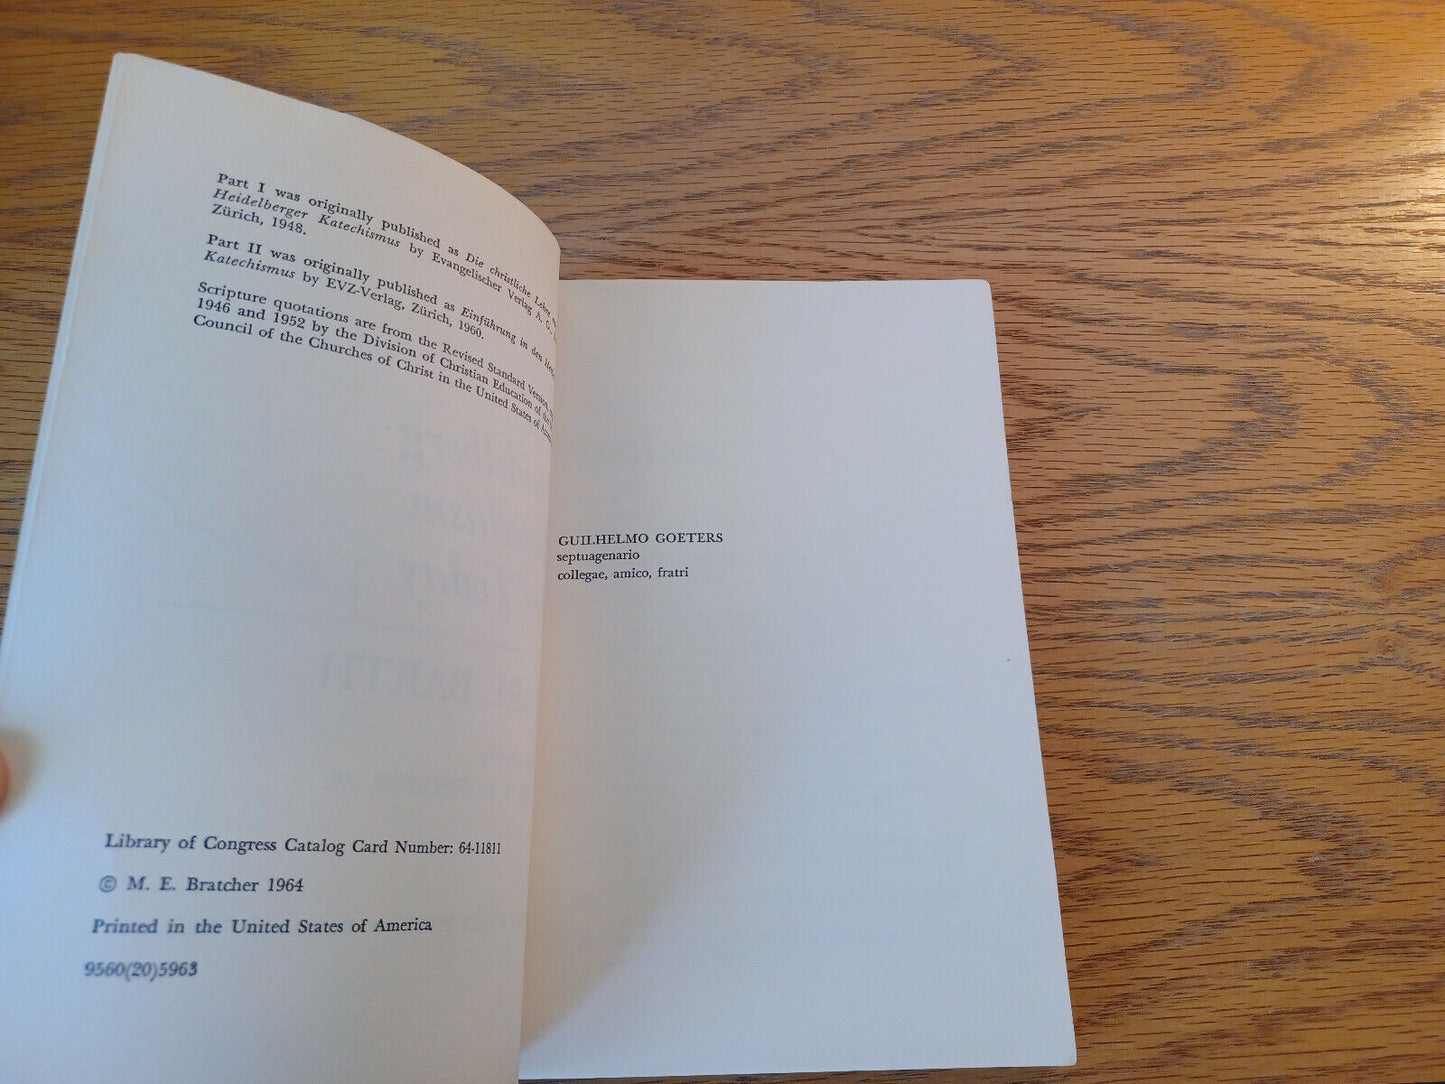 Part I was originally published as Die christliche Lehre
Heidelberger Katechismus by Evangelischer Verlag A. G.
Zürich, 1948.
Part II was originally published as Einführung in den
Katechismus by EVZ-Verlag, Zürich, 1960.
Scripture quotations are from the Revised Standard Version,
1946 and 1952 by the Division of Christian Education of the
Council of the Churches of Christ in the United States of
Library of Congress Catalog Card Number: 64-11811
© M. E. Bratcher 1964
Printed in the United States of America
9560(20)5963
GUILHELMO GOETERS
septuagenario
collegae, amico, fratri